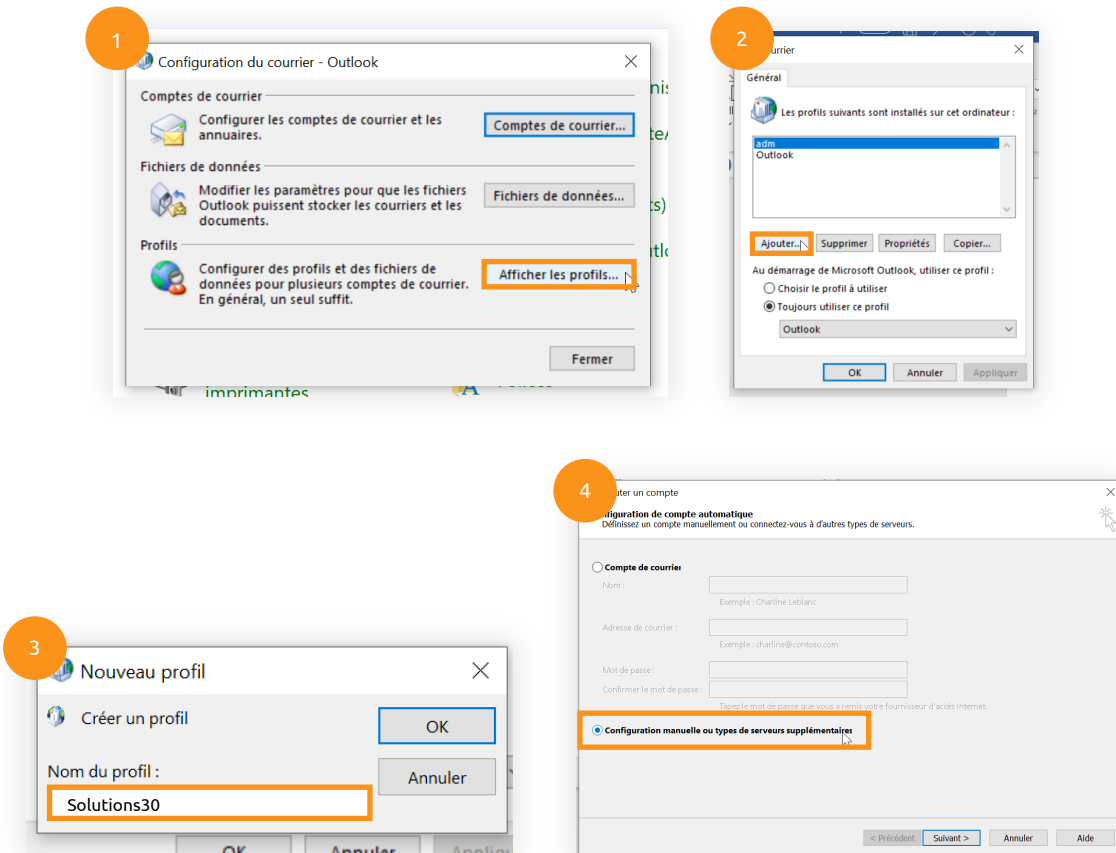 1
Configuration du courrier - Outlook
Comptes de courrier
Configurer les comptes de courrier et les
annuaires.
Comptes de courrier...
Fichiers de données
Modifier les paramètres pour que les fichiers
Outlook puissent stocker les courriers et les
documents.
Fichiers de données...
Profils
Configurer des profils et des fichiers de
données pour plusieurs comptes de courrier.
En général, un seul suffit.
Afficher les profils...
Fermer
imprimantes
2
Général
Les profils suivants sont installés sur cet ordinateur :
adm
Outlook
Ajouter...
Supprimer
Propriétés
Copier...
Au démarrage de Microsoft Outlook, utiliser ce profil :
Choisir le profil à utiliser
Toujours utiliser ce profil
Outlook
OK
Annuler
Appliquer
3
Nouveau profil
Créer un profil
OK
Nom du profil :
Annuler
Solutions30
OK
Annuler
4
un compte
de compte automatique
Définissez un compte manuellement ou connectez-vous à d'autres types de serveurs.
Compte de courrier
Nom :
Exemple : Charline Leblanc
Adresse de courrier :
Exemple : charline@contoso.com
Mot de passe :
Confirmer le mot de passe :
Tapez le mot de passe que vous a remis votre fournisseur d'accès Internet.
Configuration manuelle ou types de serveurs supplémentaires
< Précédent
Suivant >
Annuler
Aide